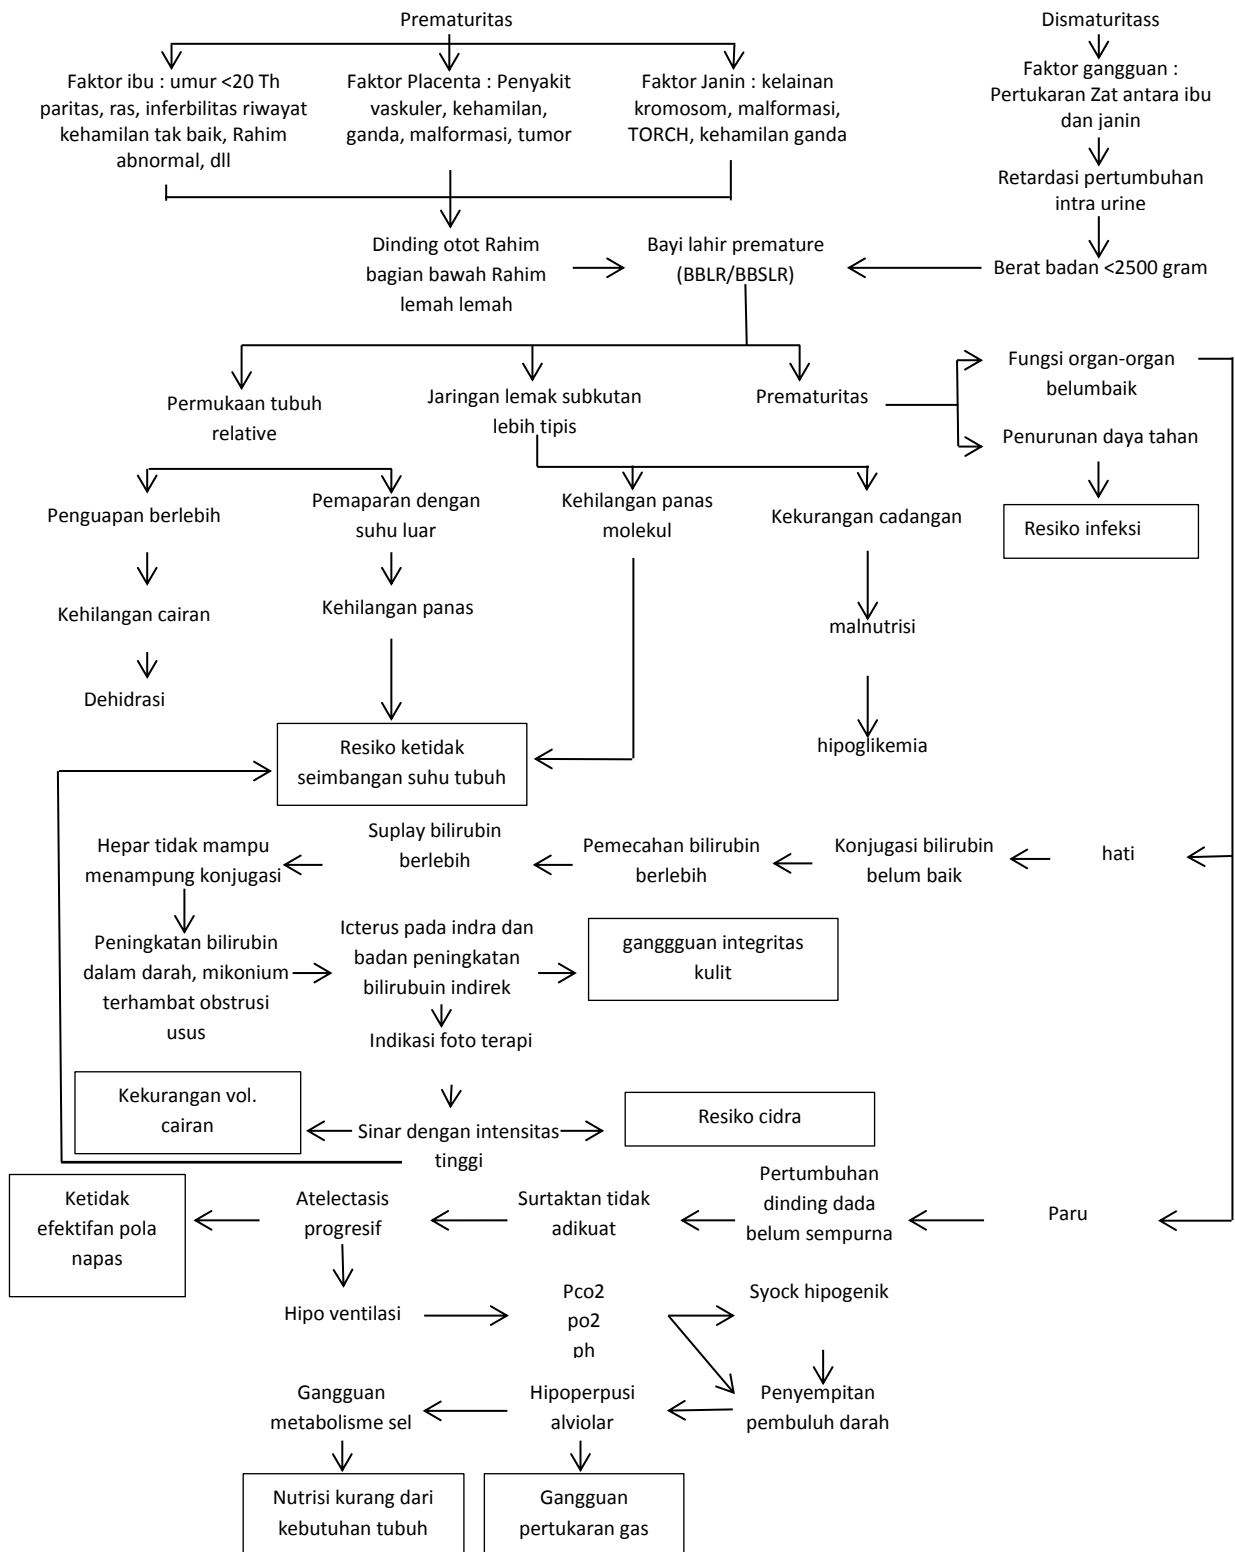 Prematuritas
Dismaturitass
Faktor ibu : umur <20 Th
paritas, ras, inferbilitas riwayat
kehamilan tak baik, Rahim
abnormal, dll
Faktor Placenta : Penyakit
vaskuler, kehamilan,
ganda, malformasi, tumor
Faktor Janin : kelainan
kromosom, malformasi,
TORCH, kehamilan ganda
Faktor gangguan :
Pertukaran Zat antara ibu
dan janin
Retardasi pertumbuhan
intra urine
Dinding otot Rahim
bagian bawah Rahim
lemah lemah
Bayi lahir premature
(BBLR/BBSLR)
Berat badan <2500 gram
Permukaan tubuh
relative
Jaringan lemak subkutan
lebih tipis
Prematuritas
Fungsi organ-organ
belumbaik
Penurunan daya tahan
Resiko infeksi
Penguapan berlebih
Pemaparan dengan
suhu luar
Kehilangan panas
molekul
Kekurangan cadangan
Kehilangan cairan
Kehilangan panas
malnutrisi
Dehidrasi
hipoglikemia
Resiko ketidak
seimbangan suhu tubuh
Hepar tidak mampu
menampung konjugasi
Suplay bilirubin
berlebih
Pemecahan bilirubin
berlebih
Konjugasi bilirubin
belum baik
hati
Peningkatan bilirubin
dalam darah, mikonium
terhambat obstrusi
usus
Icterus pada indra dan
badan peningkatan
bilirubuin indirek
ganggguan integritas
kulit
Indikasi foto terapi
Kekurangan vol.
cairan
Sinar dengan intensitas
tinggi
Resiko cidra
Ketidak
efektifan pola
napas
Atelectasis
progresif
Surtaktan tidak
adikuat
Pertumbuhan
dinding dada
belum sempurna
Paru
Hipo ventilasi
Pco2
po2
ph
Syock hipogenik
Gangguan
metabolisme sel
Hipoperpusi
alviolar
Penyempitan
pembuluh darah
Nutrisi kurang dari
kebutuhan tubuh
Gangguan
pertukaran gas